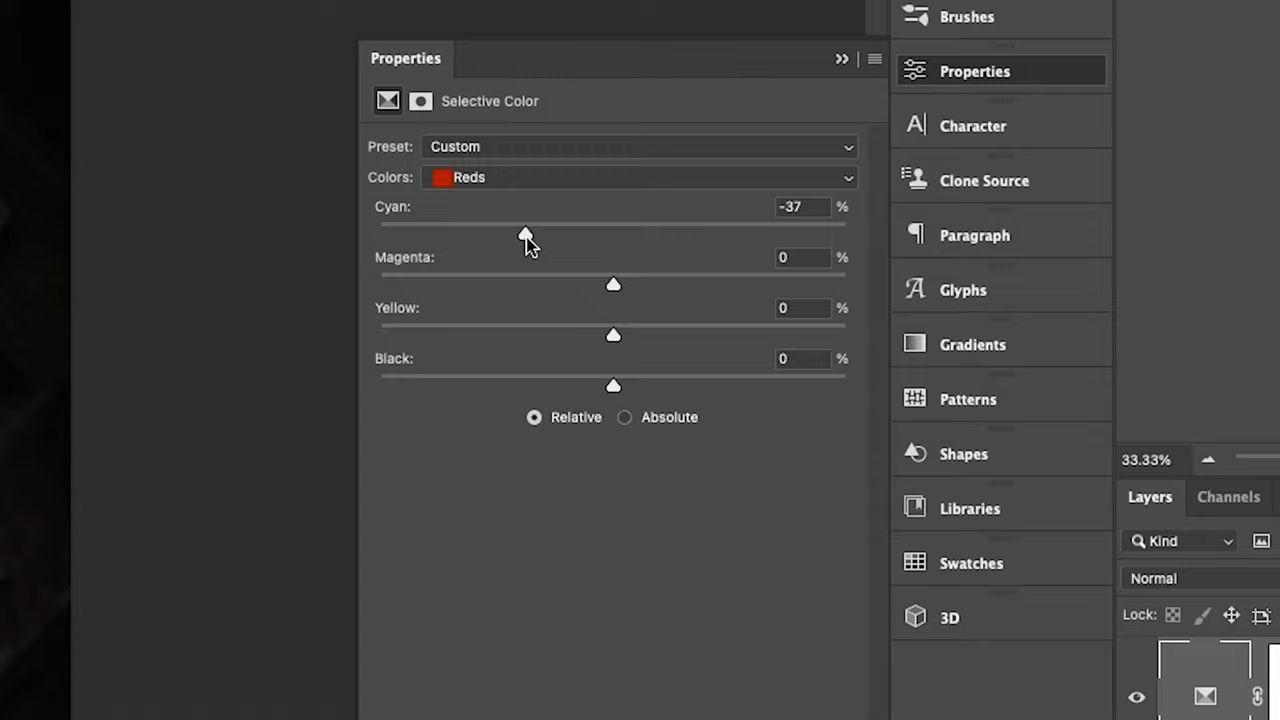 Properties
Selective Color
Preset: Custom
Colors: Reds
Cyan: -37 %
Magenta: 0 %
Yellow: 0 %
Black: 0 %
Relative Absolute
Brushes
Properties
Character
Clone Source
Paragraph
Glyphs
Gradients
Patterns
Shapes
Libraries
Swatches
3D
33.33%
Layers Channels
Kind
Normal
Lock: